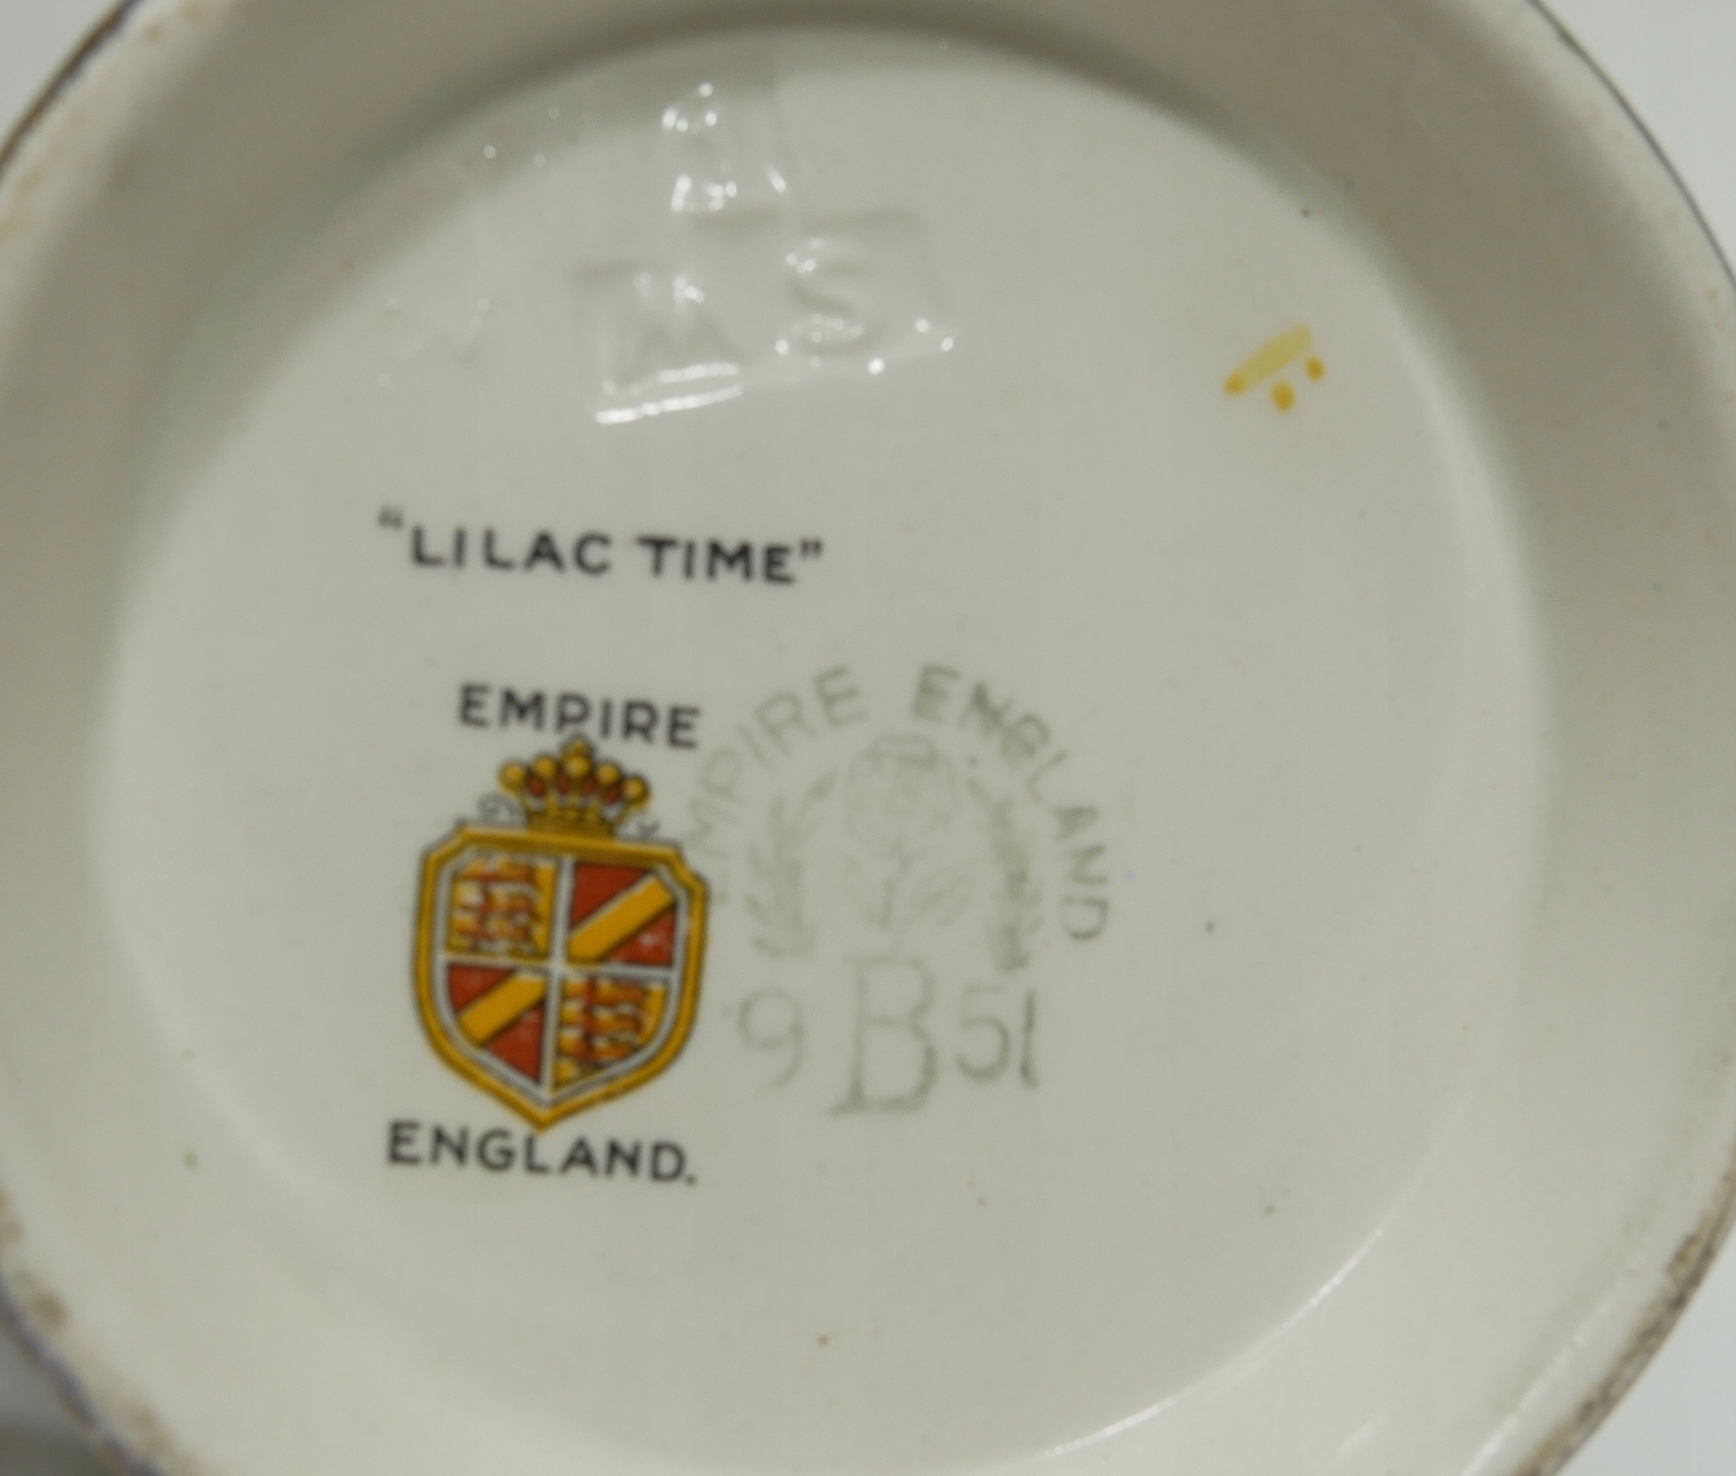 M S
"LILAC TIME"
EMPIRE
ENGLAND.
EMPIRE ENGLAND
9 B 51